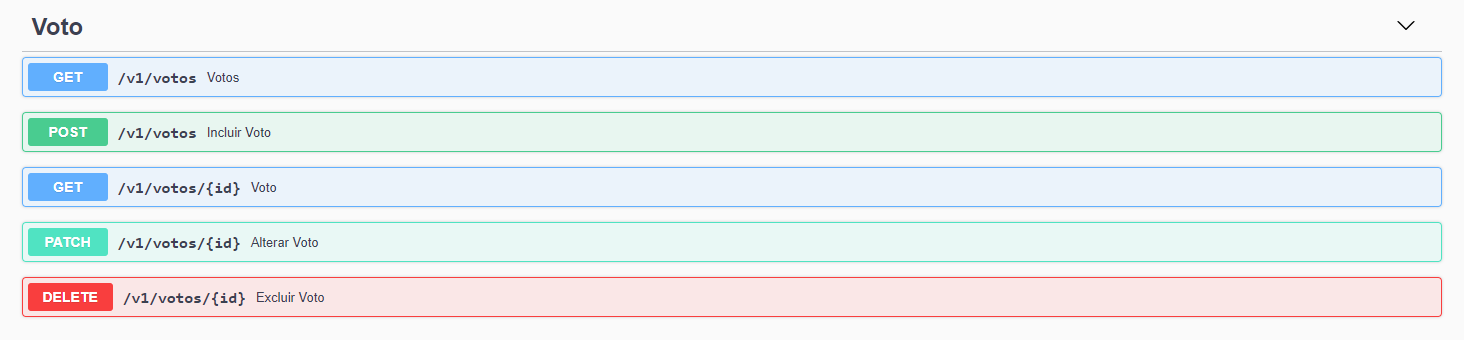 Voto
GET /v1/votos Votos
POST /v1/votos Incluir Voto
GET /v1/votos/{id} Voto
PATCH /v1/votos/{id} Alterar Voto
DELETE /v1/votos/{id} Excluir Voto